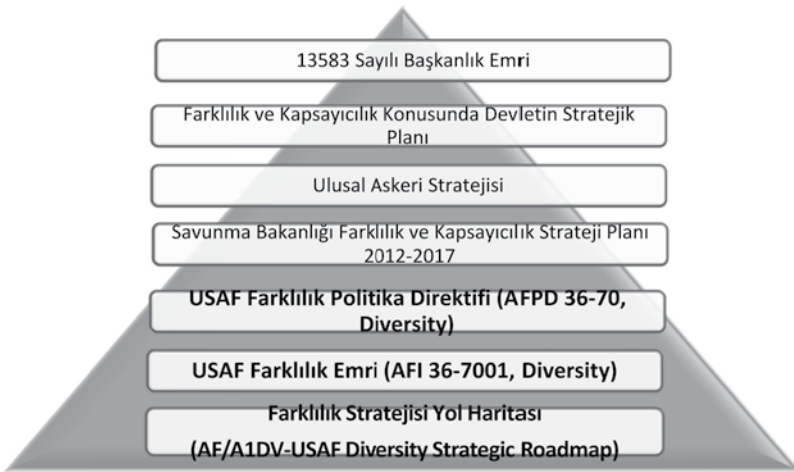 13583 Sayılı Başkanlık Emri
Farklılık ve Kapsayıcılık Konusunda Devletin Stratejik
Planı
Ulusal Askeri Stratejisi
Savunma Bakanlığı Farklılık ve Kapsayıcılık Strateji Planı
2012-2017
USAF Farklılık Politika Direktifi (AFPD 36-70,
Diversity)
USAF Farklılık Emri (AFI 36-7001, Diversity)
Farklılık Stratejisi Yol Haritası
(AF/A1DV-USAF Diversity Strategic Roadmap)